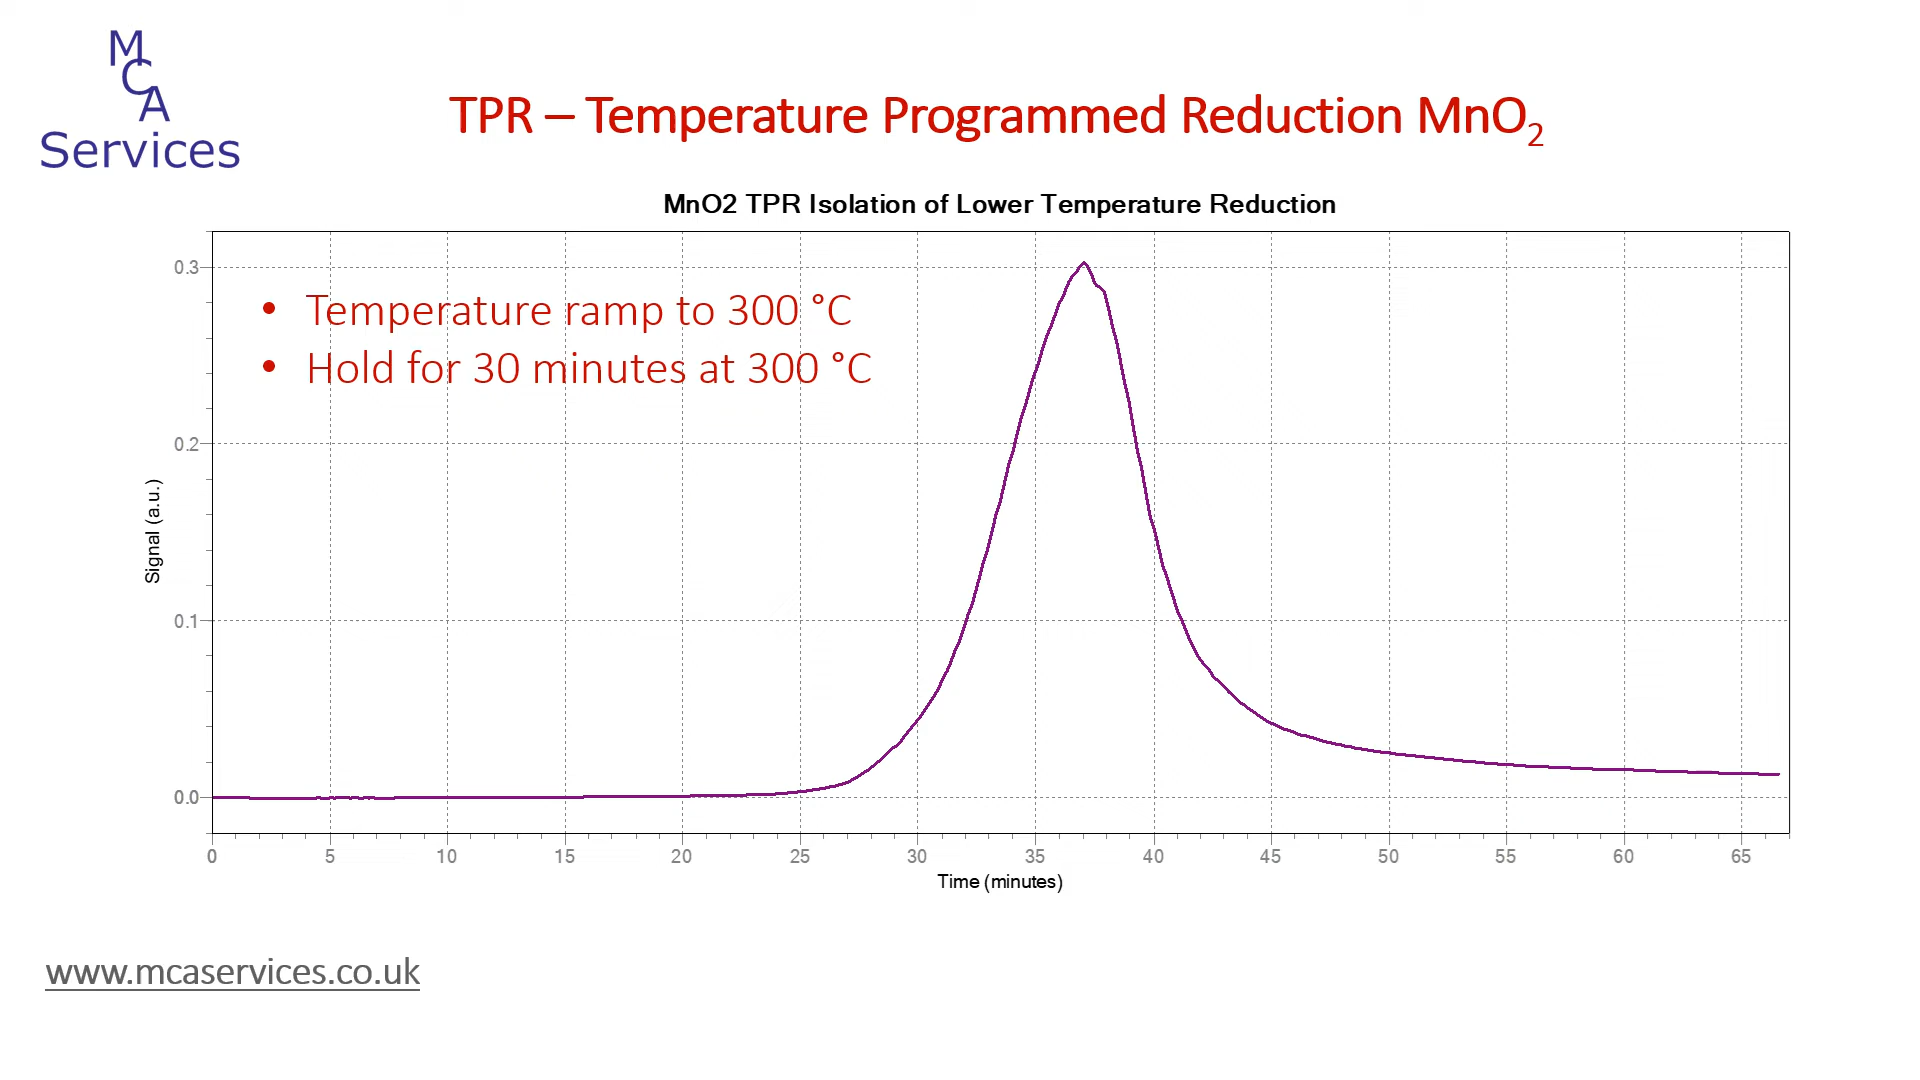 M
C
A
Services
TPR – Temperature Programmed Reduction MnO₂
MnO2 TPR Isolation of Lower Temperature Reduction
• Temperature ramp to 300 °C
• Hold for 30 minutes at 300 °C
0.3
0.2
0.1
0.0
Signal (a.u.)
0 5 10 15 20 25 30 35 40 45 50 55 60 65
Time (minutes)
www.mcaservices.co.uk